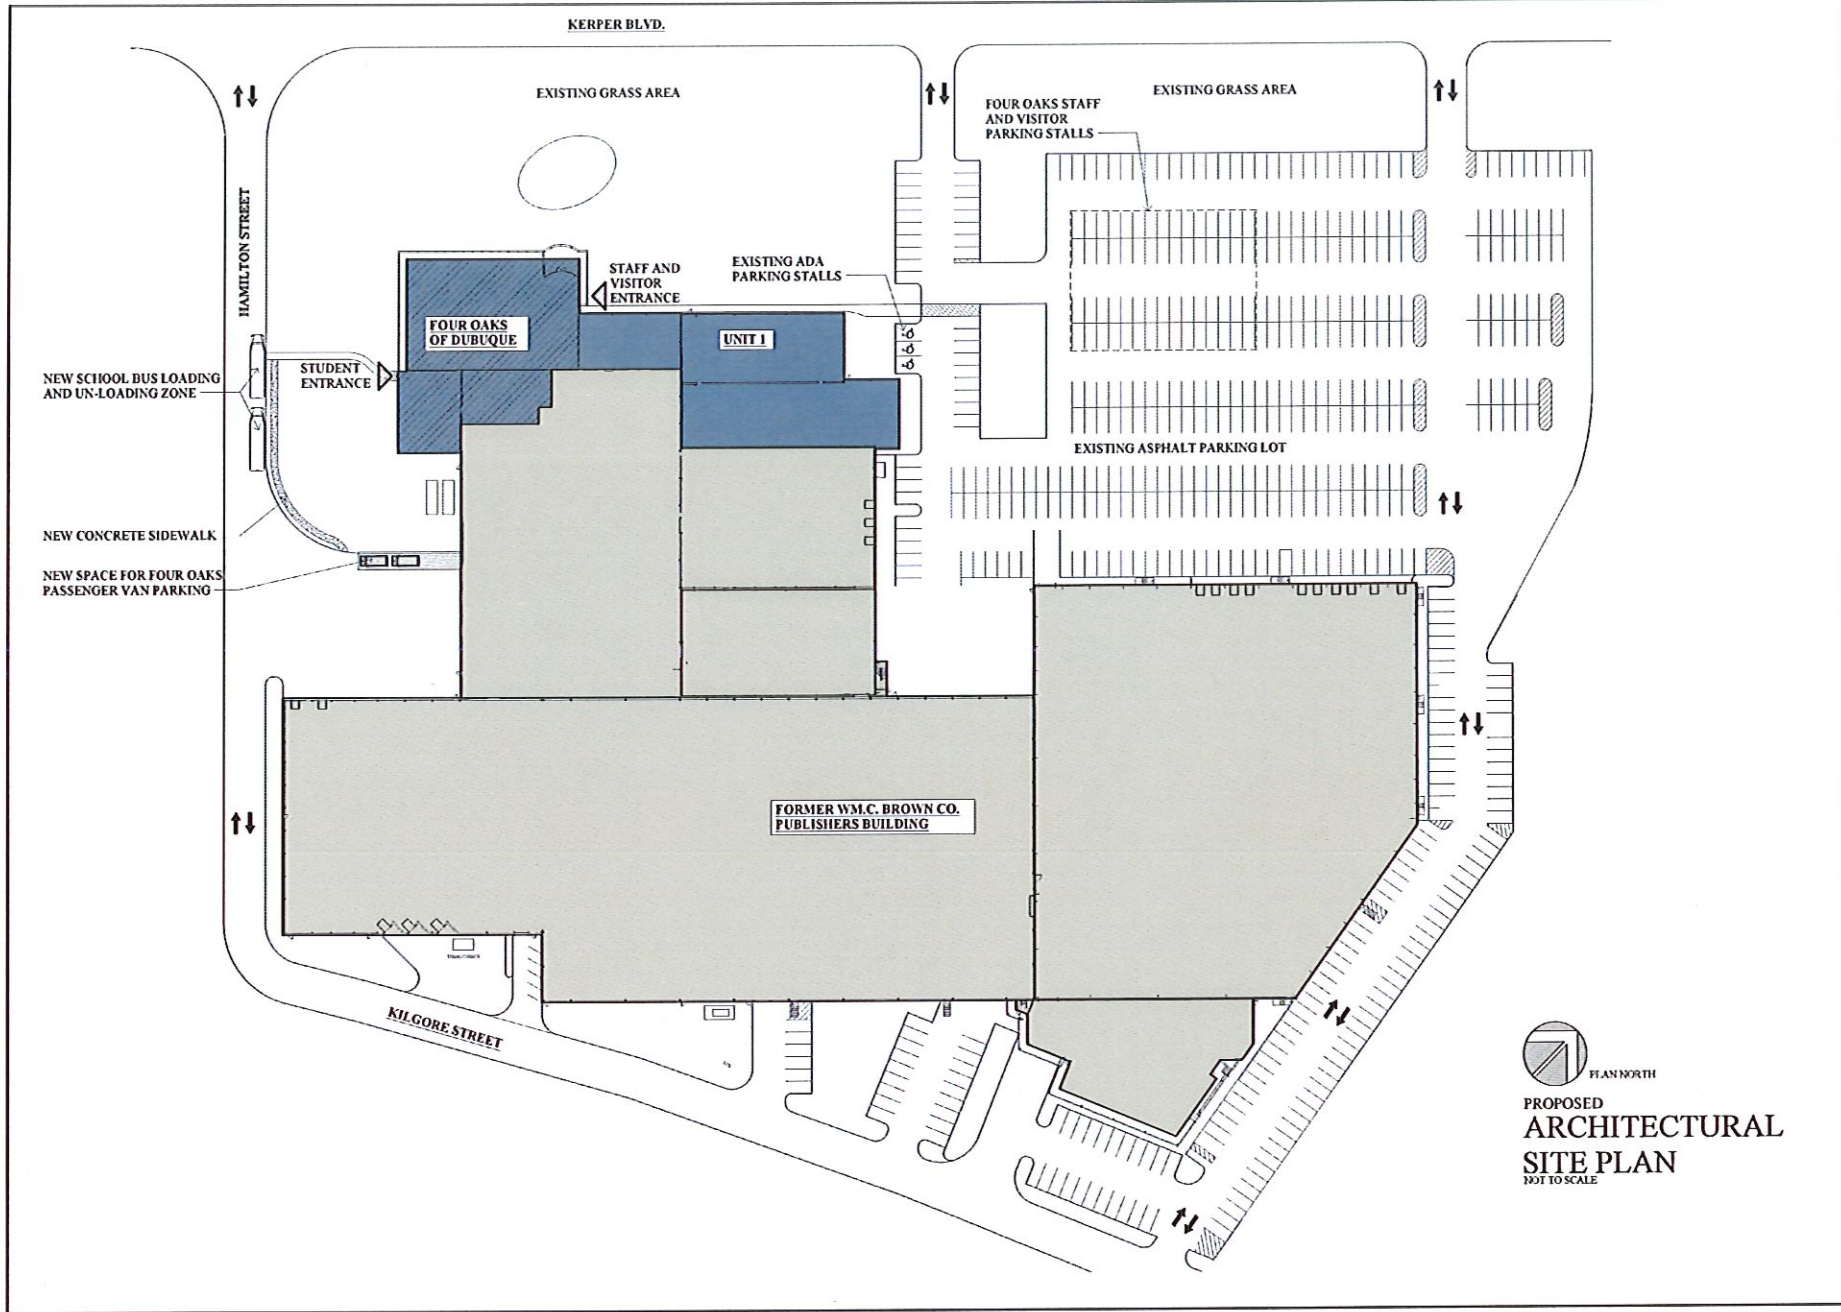 KERPER BLVD.
EXISTING GRASS AREA
EXISTING GRASS AREA
FOUR OAKS STAFF
AND VISITOR
PARKING STALLS
HAMILTON STREET
STAFF AND
VISITOR
ENTRANCE
EXISTING ADA
PARKING STALLS
FOUR OAKS
OF DUBUQUE
UNIT 1
STUDENT
ENTRANCE
NEW SCHOOL BUS LOADING
AND UN-LOADING ZONE
EXISTING ASPHALT PARKING LOT
NEW CONCRETE SIDEWALK
NEW SPACE FOR FOUR OAKS
PASSENGER VAN PARKING
FORMER WM.C. BROWN CO.
PUBLISHERS BUILDING
KILGORE STREET
PLAN NORTH
PROPOSED
ARCHITECTURAL
SITE PLAN
NOT TO SCALE